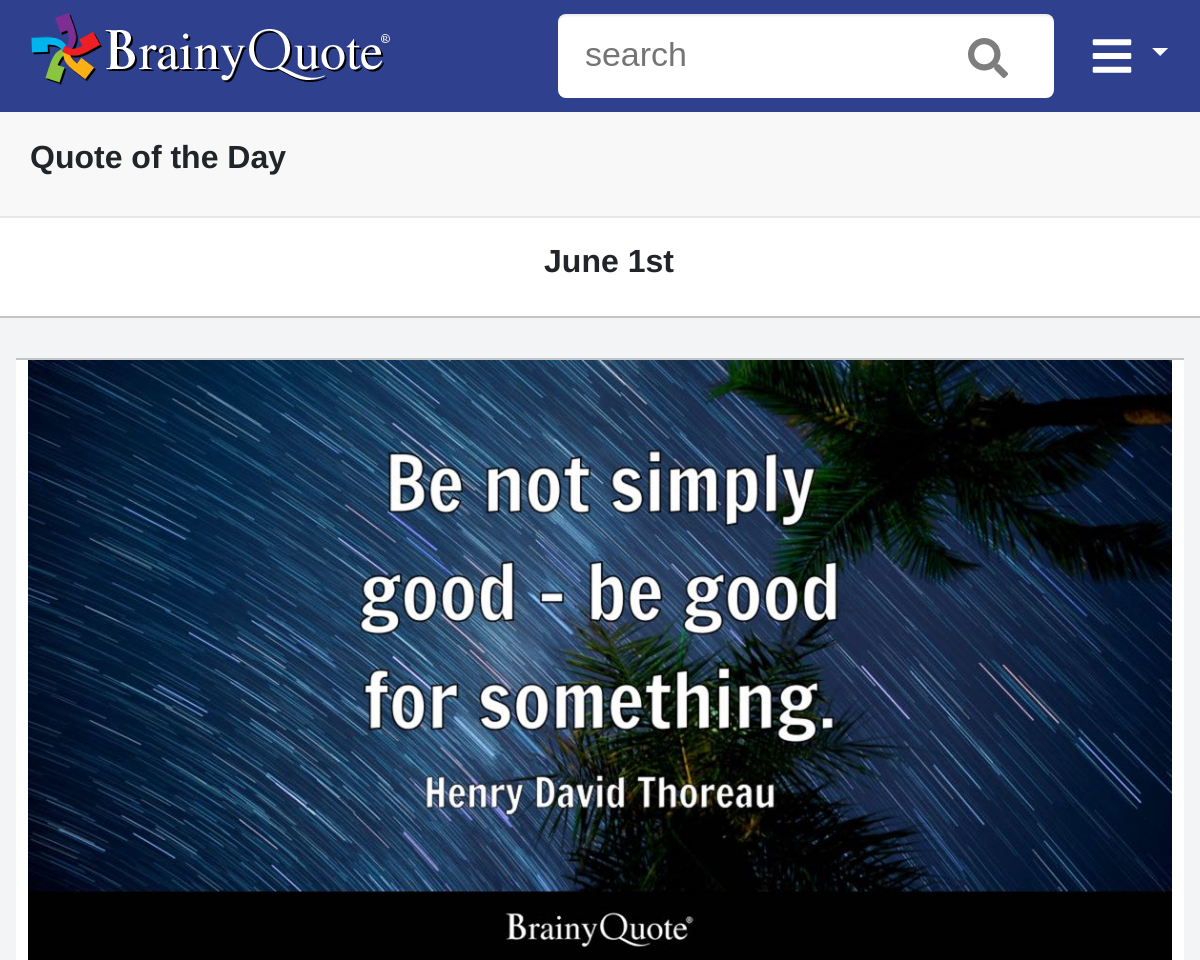 BrainyQuote®
search
Quote of the Day
June 1st
Be not simply
good - be good
for something.
Henry David Thoreau
BrainyQuote®